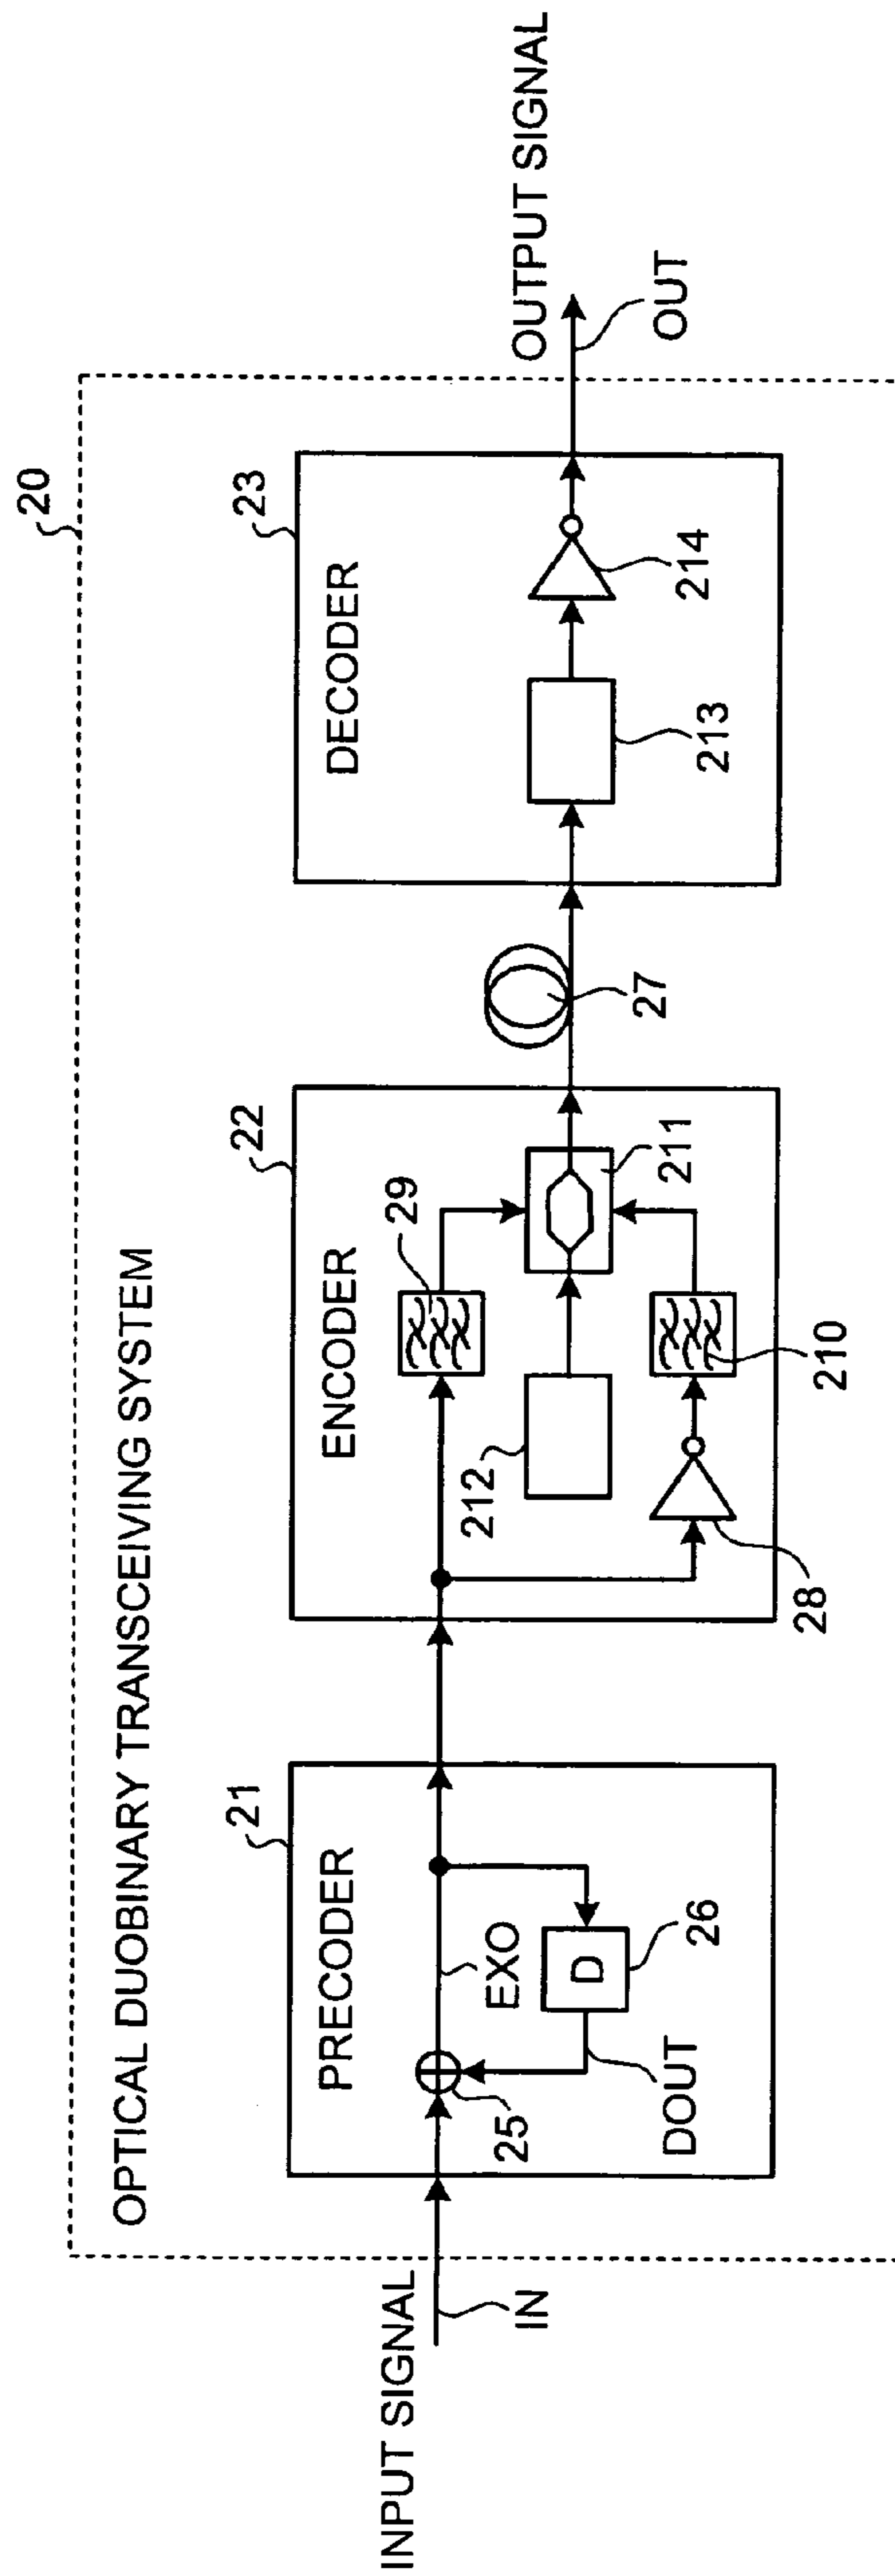 20
OPTICAL DUOBINARY TRANSCEIVING SYSTEM
INPUT SIGNAL
IN
21
PRECODER
25
EXO
D
26
DOUT
22
ENCODER
29
212
211
28
210
27
23
DECODER
213
214
OUTPUT SIGNAL
OUT